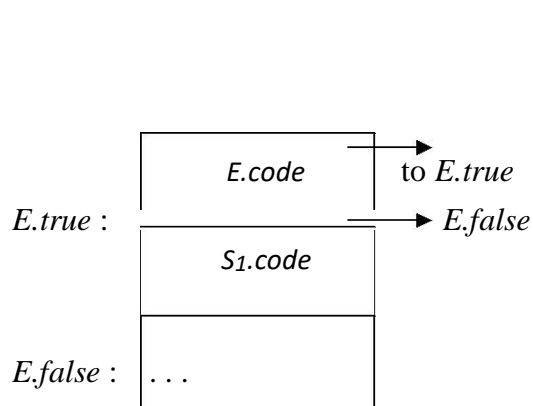 E.code
to E.true
E.true :
E.false
S1.code
E.false :
. . .